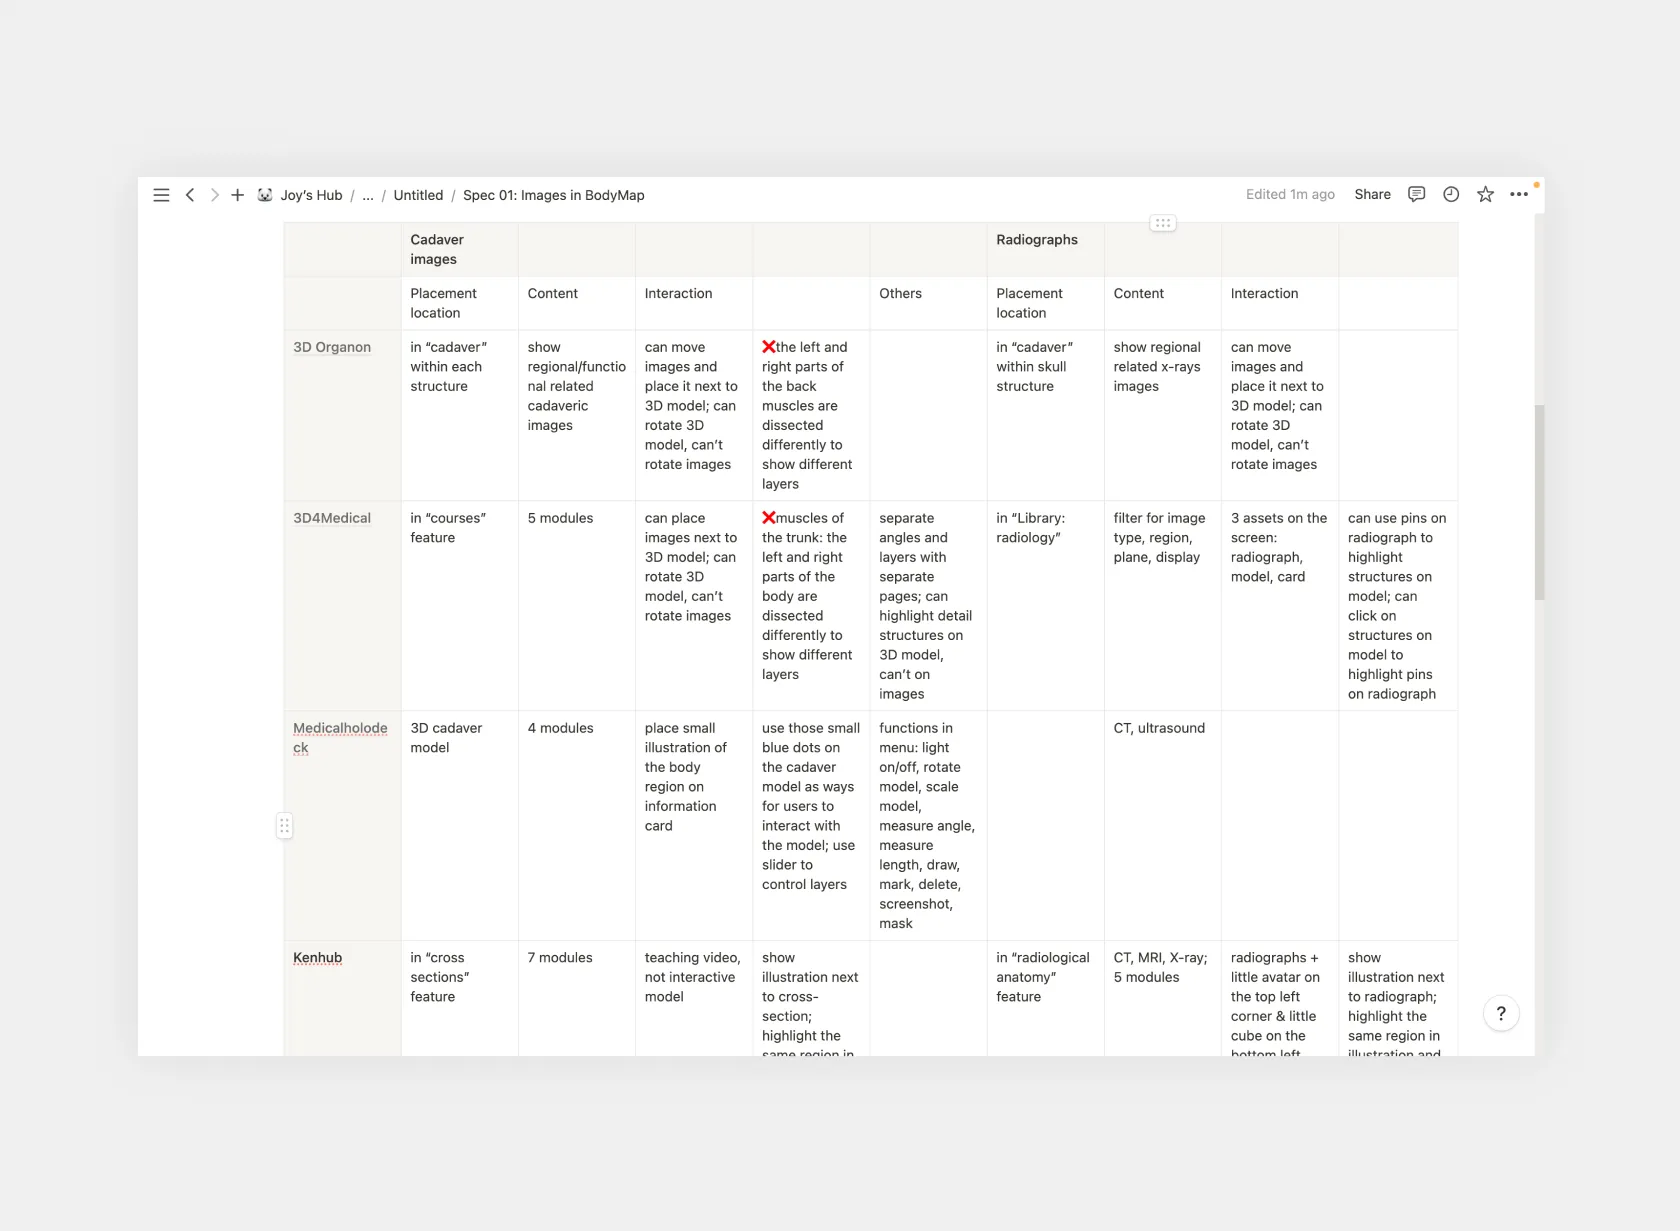 Joy's Hub / ... / Untitled / Spec 01: Images in BodyMap
Edited 1m ago Share
Cadaver
images
Radiographs
Placement
location
Content
Interaction
Others
Placement
location
Content
Interaction
3D Organon
in “cadaver”
within each
structure
show
regional/functio
nal related
cadaveric
images
can move
images and
place it next to
3D model; can
rotate 3D
model, can’t
rotate images
❌the left and
right parts of
the back
muscles are
dissected
differently to
show different
layers
in “cadaver”
within skull
structure
show regional
related x-rays
images
can move
images and
place it next to
3D model; can
rotate 3D
model, can’t
rotate images
3D4Medical
in “courses”
feature
5 modules
can place
images next to
3D model; can
rotate 3D
model, can’t
rotate images
❌muscles of
the trunk: the
left and right
parts of the
body are
dissected
differently to
show different
layers
separate
angles and
layers with
separate
pages; can
highlight detail
structures on
3D model,
can’t on
images
in “Library:
radiology”
filter for image
type, region,
plane, display
3 assets on the
screen:
radiograph,
model, card
can use pins on
radiograph to
highlight
structures on
model; can
click on
structures on
model to
highlight pins
on radiograph
Medicalholode
ck
3D cadaver
model
4 modules
place small
illustration of
the body
region on
information
card
use those small
blue dots on
the cadaver
model as ways
for users to
interact with
the model; use
slider to
control layers
functions in
menu: light
on/off, rotate
model, scale
model,
measure angle,
measure
length, draw,
mark, delete,
screenshot,
mask
CT, ultrasound
Kenhub
in “cross
sections”
feature
7 modules
teaching video,
not interactive
model
show
illustration next
to cross-
section;
highlight the
same region in
in “radiological
anatomy”
feature
CT, MRI, X-ray;
5 modules
radiographs +
little avatar on
the top left
corner & little
cube on the
bottom left
show
illustration next
to radiograph;
highlight the
same region in
illustration and
?